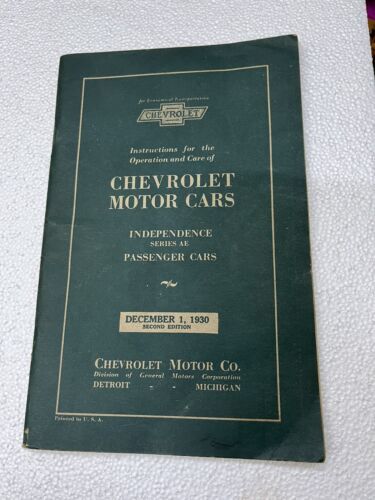 for Economical Transportation
CHEVROLET
Instructions for the
Operation and Care of
CHEVROLET
MOTOR CARS
INDEPENDENCE
SERIES AE
PASSENGER CARS
DECEMBER 1, 1930
SECOND EDITION
CHEVROLET MOTOR CO.
Division of General Motors Corporation
DETROIT - - MICHIGAN
Printed in U. S. A.